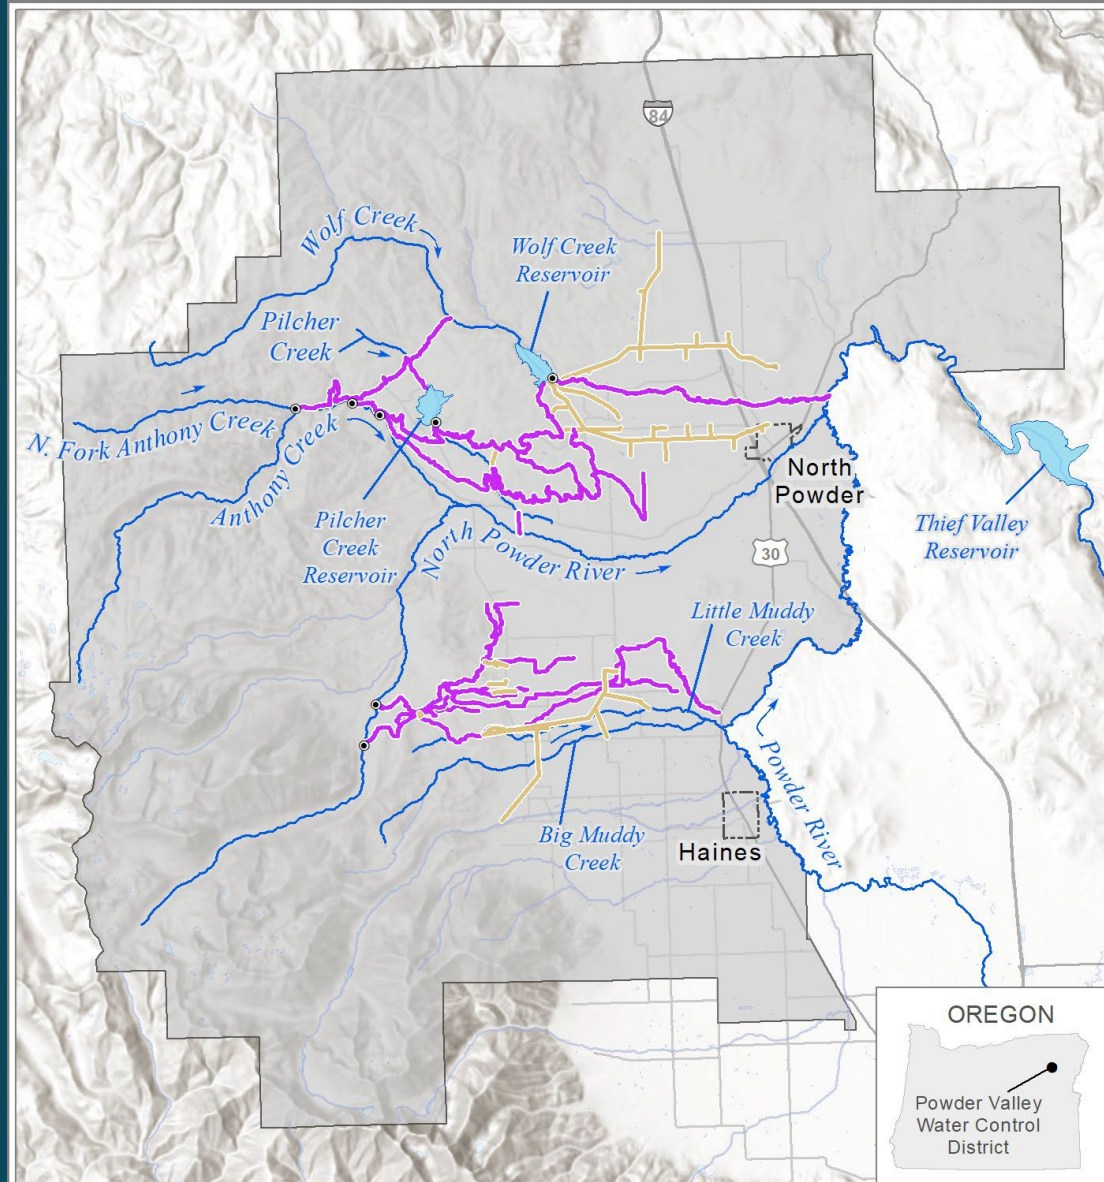 84
Wolf Creek
Wolf Creek
Reservoir
Pilcher
Creek
N. Fork Anthony Creek
Anthony Creek
North
Powder
Pilcher
Creek
Reservoir
North Powder River
Thief Valley
Reservoir
30
Little Muddy
Creek
Powder River
Big Muddy
Creek
Haines
OREGON
Powder Valley
Water Control
District